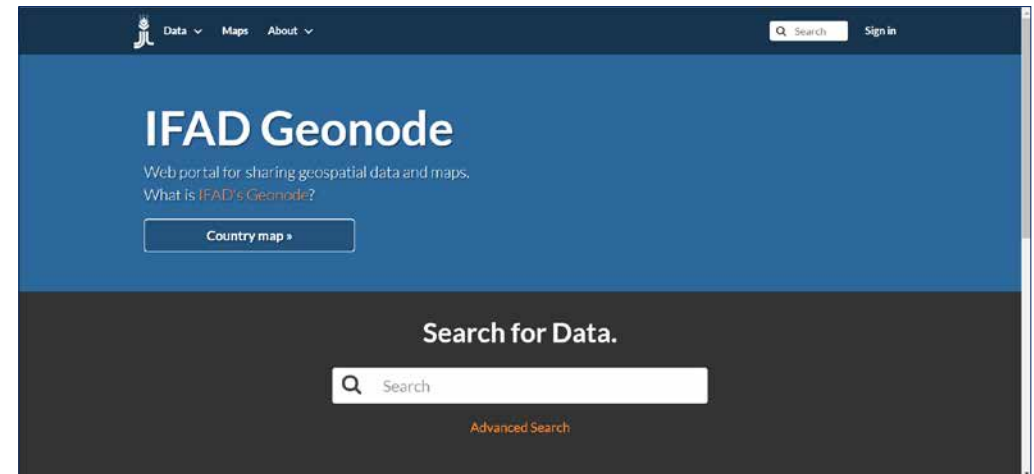 Data Maps About Search Sign in
IFAD Geonode
Web portal for sharing geospatial data and maps.
What is IFAD's Geonode?
Country map »
Search for Data.
Search
Advanced Search